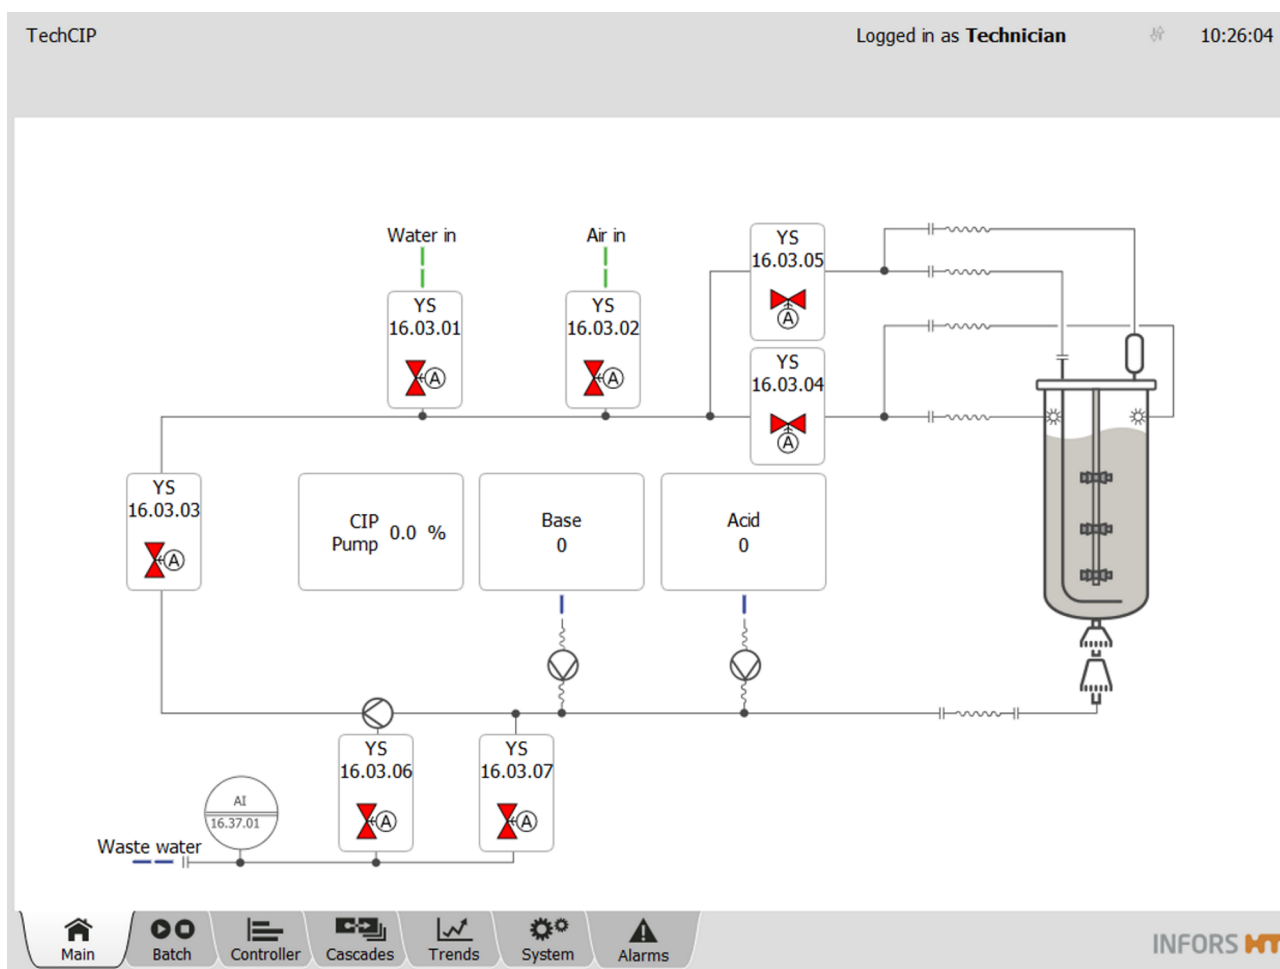 TechCIP
Logged in as Technician
10:26:04
Water in
Air in
YS
16.03.05
YS
16.03.01
A
YS
16.03.02
A
A
YS
16.03.04
A
YS
16.03.03
A
CIP
Pump
0.0 %
Base
0
Acid
0
YS
16.03.06
A
YS
16.03.07
A
AI
16.37.01
Waste water
Main
Batch
Controller
Cascades
Trends
System
Alarms
INFORS HT